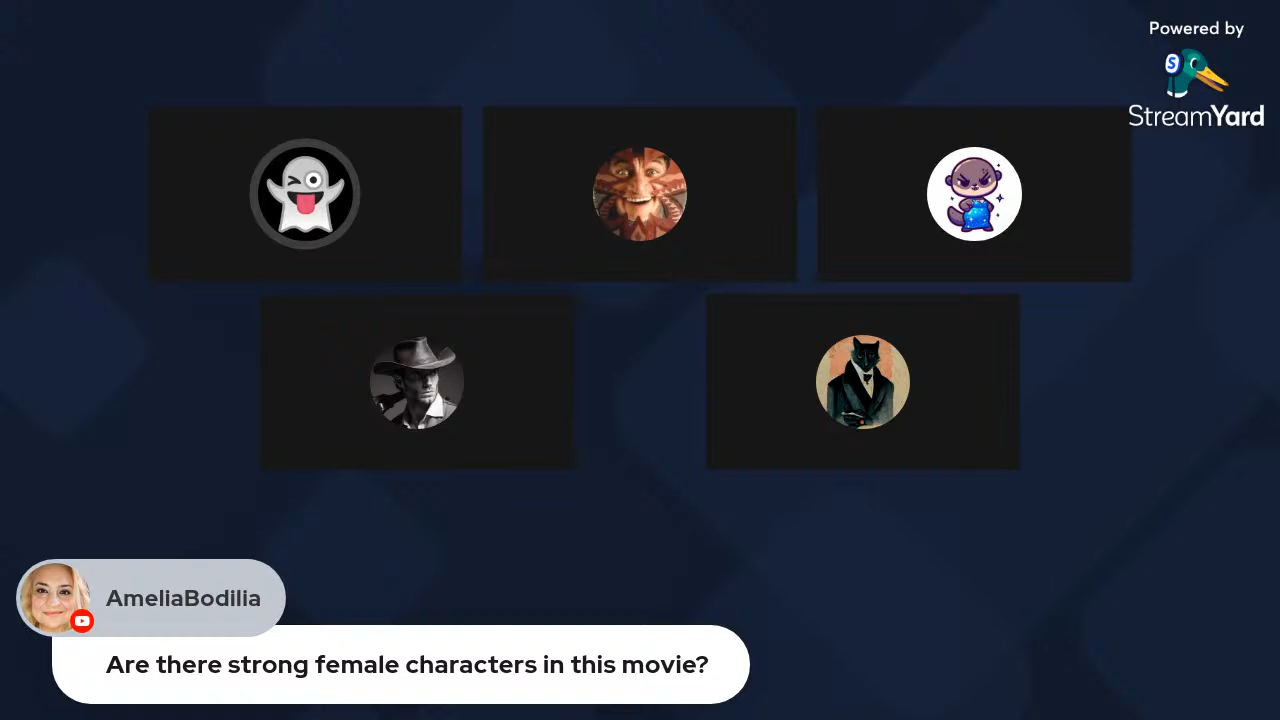 Powered by
S
StreamYard
AmeliaBodilia
Are there strong female characters in this movie?